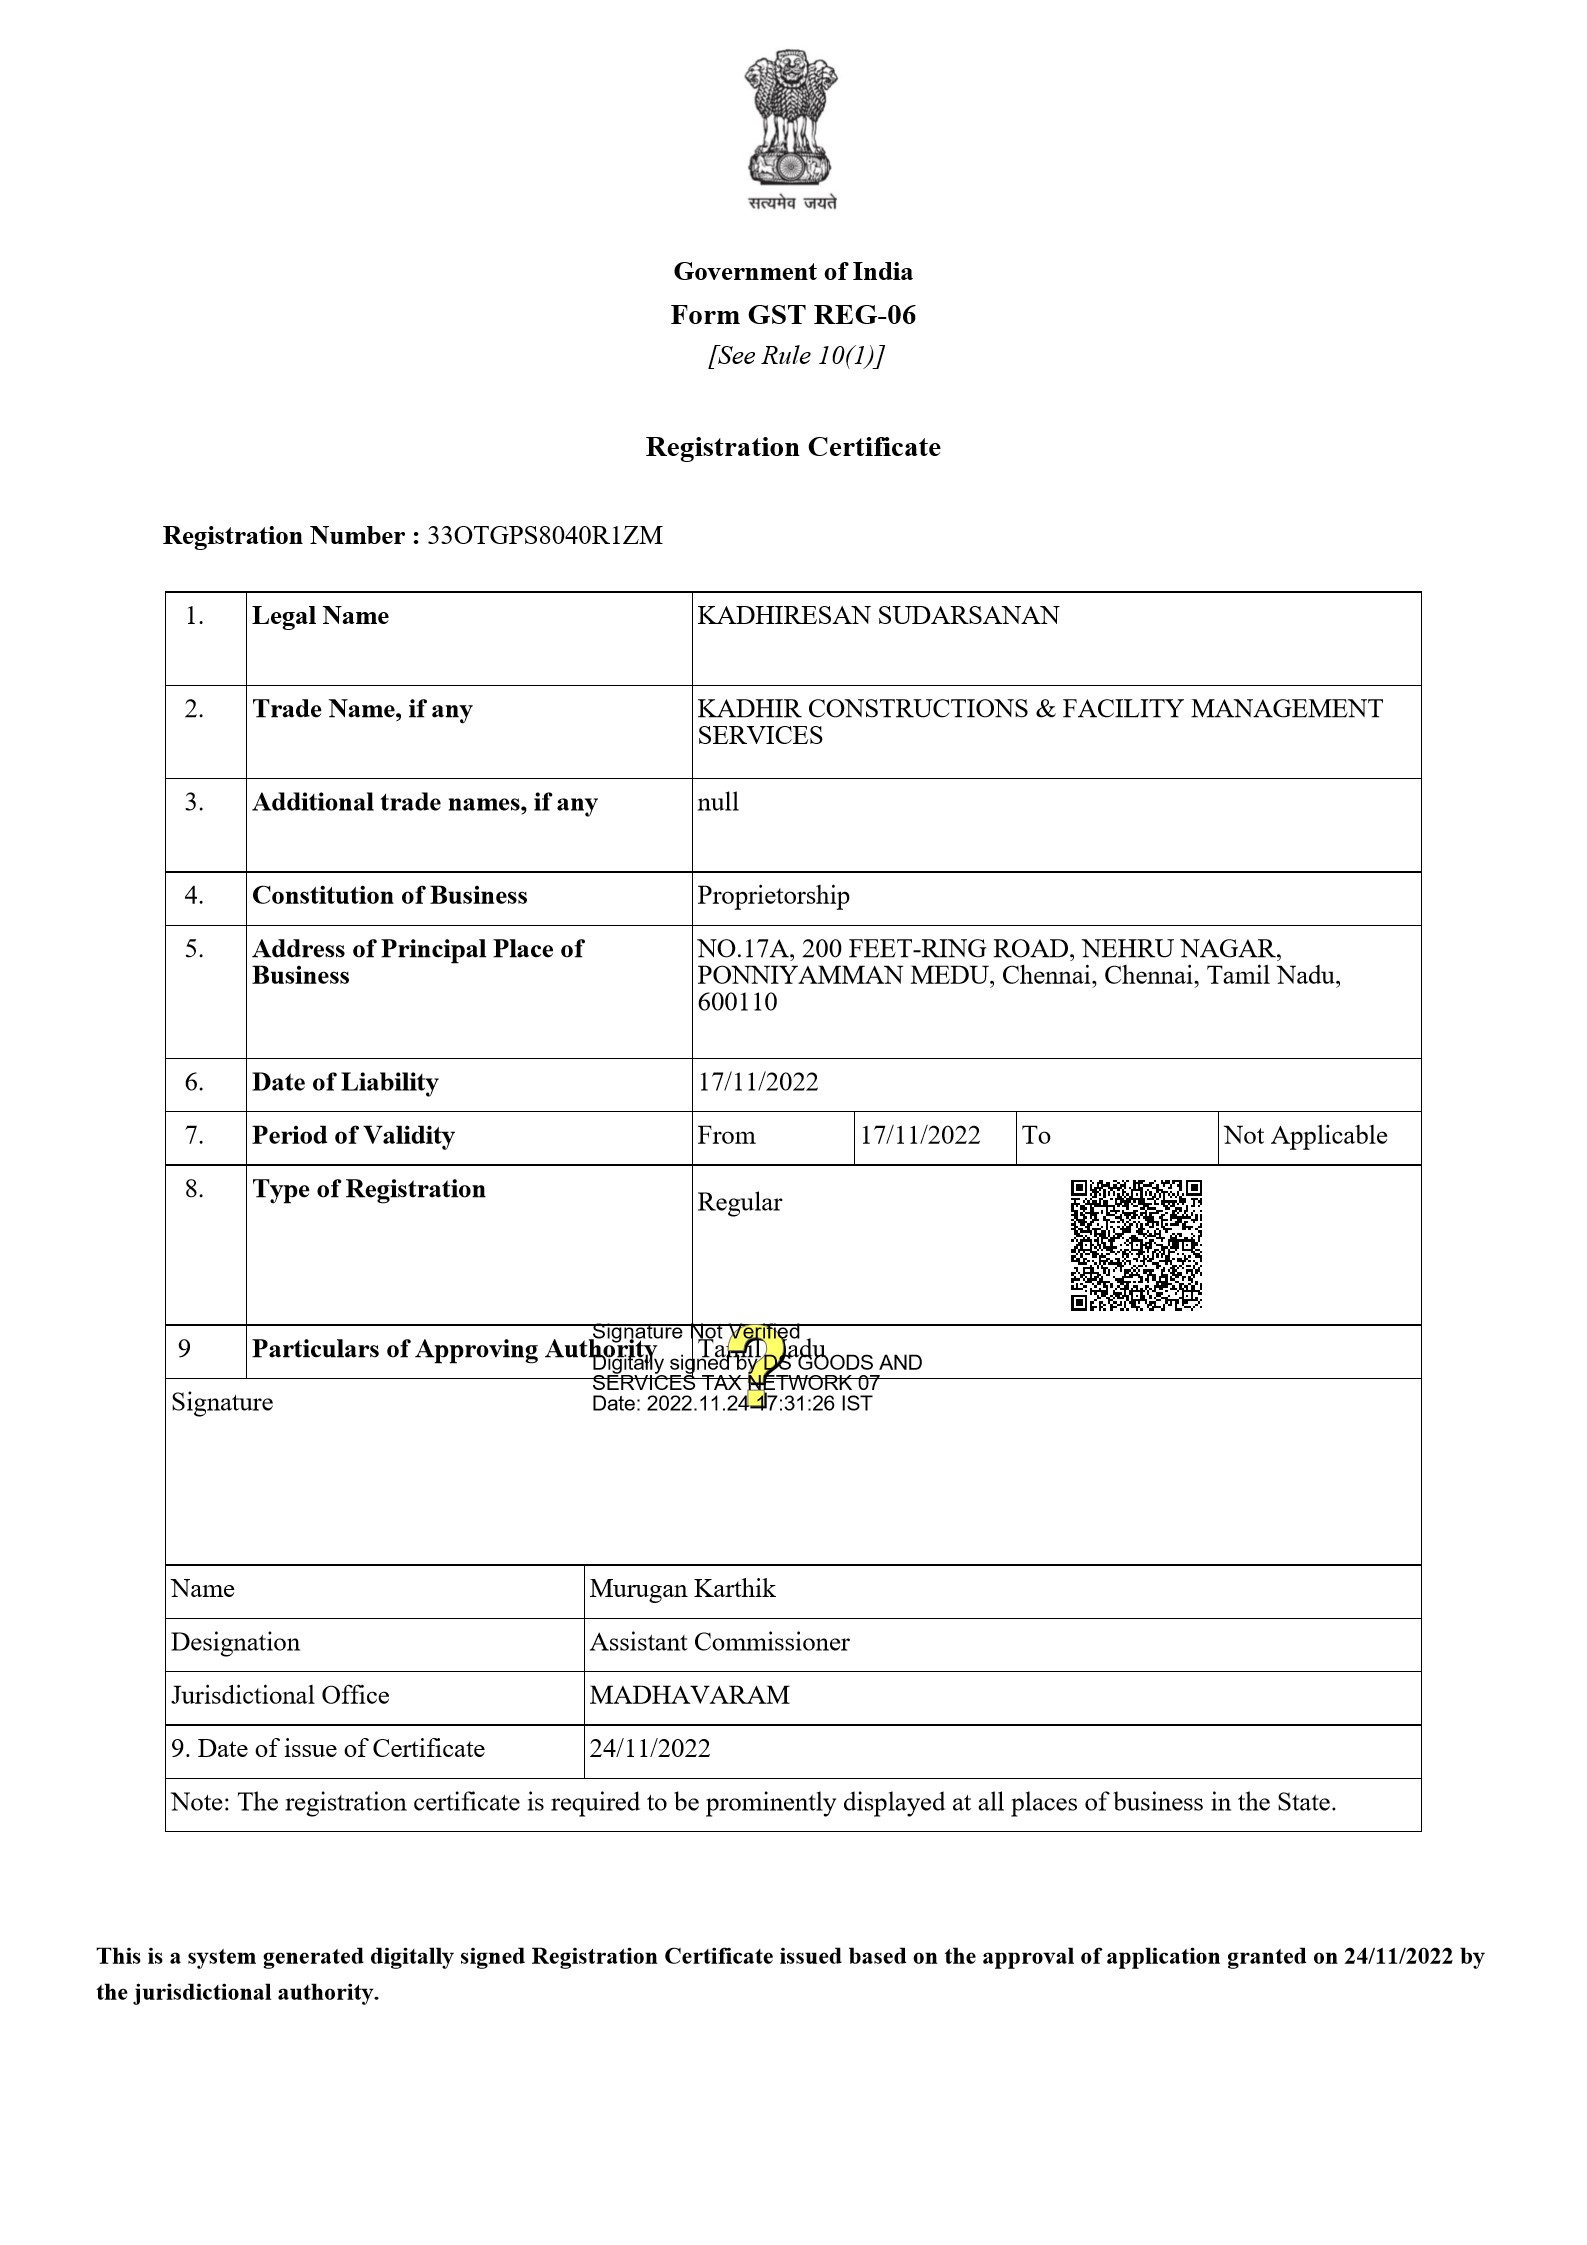 सत्यमेव जयते
Government of India
Form GST REG-06
[See Rule 10(1)]
Registration Certificate
Registration Number : 33OTGPS8040R1ZM
1. Legal Name KADHIRESAN SUDARSANAN
2. Trade Name, if any KADHIR CONSTRUCTIONS & FACILITY MANAGEMENT
SERVICES
3. Additional trade names, if any null
4. Constitution of Business Proprietorship
5. Address of Principal Place of NO.17A, 200 FEET-RING ROAD, NEHRU NAGAR,
Business PONNIYAMMAN MEDU, Chennai, Chennai, Tamil Nadu,
600110
6. Date of Liability 17/11/2022
7. Period of Validity From 17/11/2022 To Not Applicable
8. Type of Registration Regular
9 Particulars of Approving Authority Tamil Nadu
Signature Not Verified
Digitally signed by DS GOODS AND
SERVICES TAX NETWORK 07
Date: 2022.11.24 17:31:26 IST
Signature
Name Murugan Karthik
Designation Assistant Commissioner
Jurisdictional Office MADHAVARAM
9. Date of issue of Certificate 24/11/2022
Note: The registration certificate is required to be prominently displayed at all places of business in the State.
This is a system generated digitally signed Registration Certificate issued based on the approval of application granted on 24/11/2022 by
the jurisdictional authority.